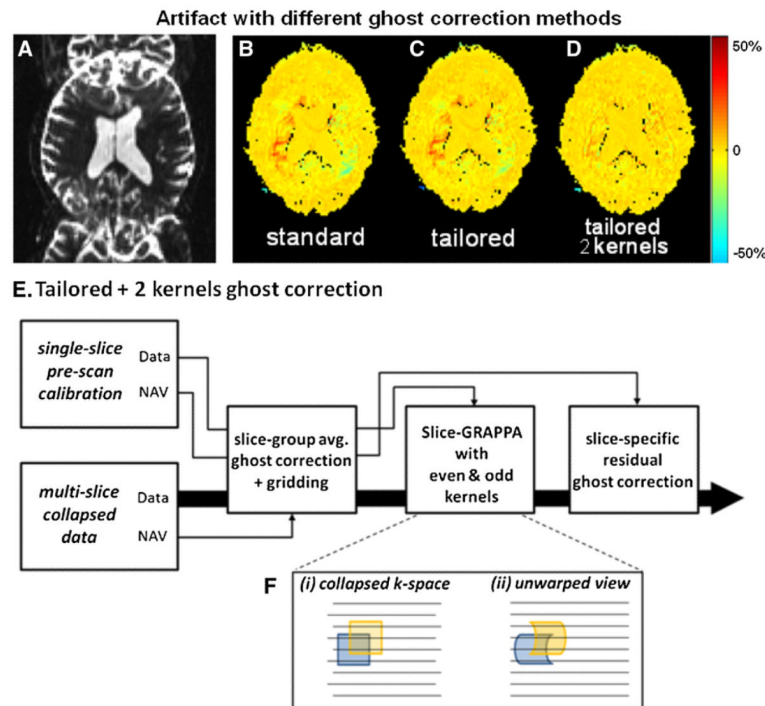 Artifact with different ghost correction methods
A
B
C
D
standard
tailored
tailored
2 kernels
50%
0
-50%
E. Tailored + 2 kernels ghost correction
single-slice
pre-scan
calibration
Data
NAV
multi-slice
collapsed
data
Data
NAV
slice-group avg.
ghost correction
+ gridding
Slice-GRAPPA
with
even & odd
kernels
slice-specific
residual
ghost correction
F
(i) collapsed k-space
(ii) unwarped view